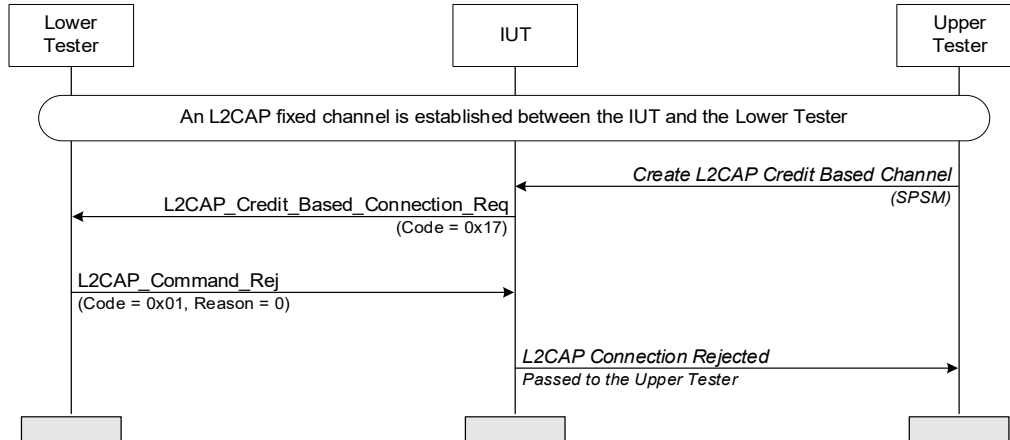 Lower
Tester
IUT
Upper
Tester
An L2CAP fixed channel is established between the IUT and the Lower Tester
Create L2CAP Credit Based Channel
(SPSM)
L2CAP_Credit_Based_Connection_Req
(Code = 0x17)
L2CAP_Command_Rej
(Code = 0x01, Reason = 0)
L2CAP Connection Rejected
Passed to the Upper Tester